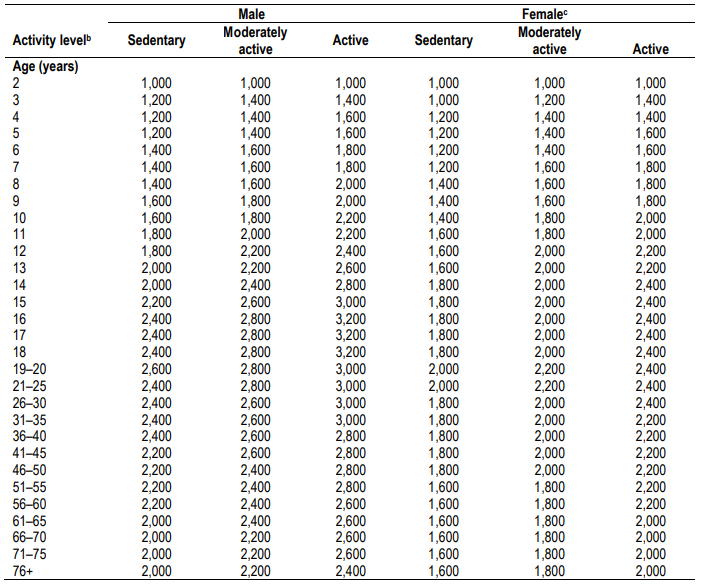 Male Femaleᶜ
Activity levelᵇ Sedentary Moderately active Active Sedentary Moderately active Active
Age (years)
2 1,000 1,000 1,000 1,000 1,000 1,000
3 1,200 1,400 1,400 1,000 1,200 1,400
4 1,200 1,400 1,600 1,200 1,400 1,400
5 1,200 1,400 1,600 1,200 1,400 1,600
6 1,400 1,600 1,800 1,200 1,400 1,600
7 1,400 1,600 1,800 1,200 1,600 1,800
8 1,400 1,600 2,000 1,400 1,600 1,800
9 1,600 1,800 2,000 1,400 1,600 1,800
10 1,600 1,800 2,200 1,400 1,800 2,000
11 1,800 2,000 2,200 1,600 1,800 2,000
12 1,800 2,200 2,400 1,600 2,000 2,200
13 2,000 2,200 2,600 1,600 2,000 2,200
14 2,000 2,400 2,800 1,800 2,000 2,400
15 2,200 2,600 3,000 1,800 2,000 2,400
16 2,400 2,800 3,200 1,800 2,000 2,400
17 2,400 2,800 3,200 1,800 2,000 2,400
18 2,400 2,800 3,200 1,800 2,000 2,400
19–20 2,600 2,800 3,000 2,000 2,200 2,400
21–25 2,400 2,800 3,000 2,000 2,200 2,400
26–30 2,400 2,600 3,000 1,800 2,000 2,400
31–35 2,400 2,600 3,000 1,800 2,000 2,200
36–40 2,400 2,600 2,800 1,800 2,000 2,200
41–45 2,200 2,600 2,800 1,800 2,000 2,200
46–50 2,200 2,400 2,800 1,800 2,000 2,200
51–55 2,200 2,400 2,800 1,600 1,800 2,200
56–60 2,200 2,400 2,600 1,600 1,800 2,200
61–65 2,000 2,400 2,600 1,600 1,800 2,000
66–70 2,000 2,200 2,600 1,600 1,800 2,000
71–75 2,000 2,200 2,600 1,600 1,800 2,000
76+ 2,000 2,200 2,400 1,600 1,800 2,000